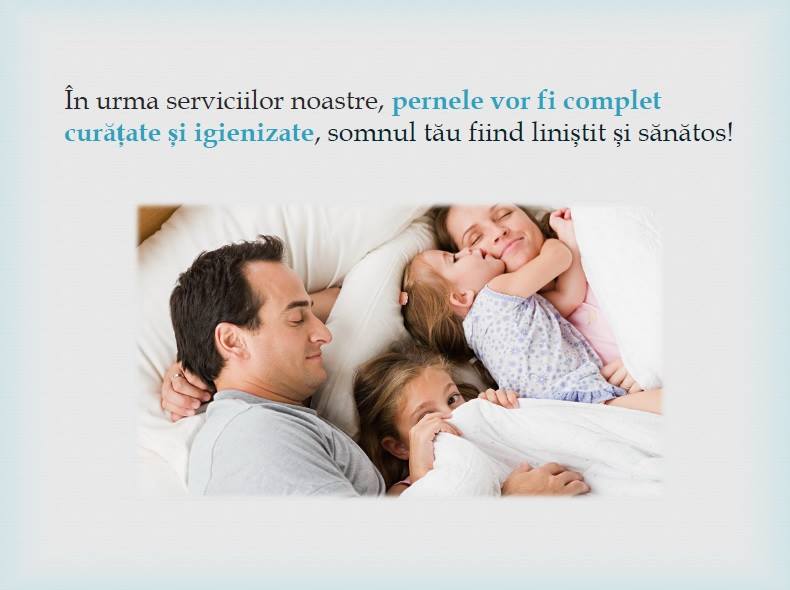 În urma serviciilor noastre, pernele vor fi complet
curățate și igienizate, somnul tău fiind liniștit și sănătos!